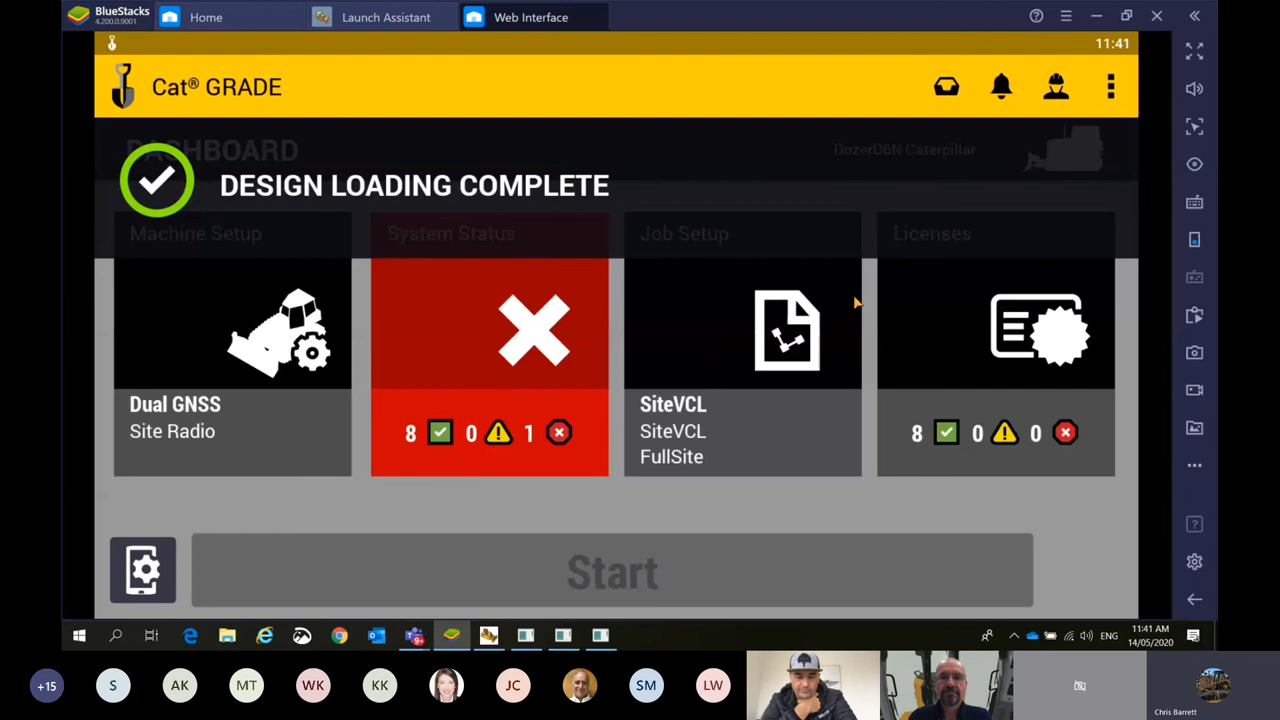 BlueStacks
4.200.0.9001
Home
Launch Assistant
Web Interface
11:41
Cat® GRADE
DASHBOARD
DozerD6N Caterpillar
DESIGN LOADING COMPLETE
Machine Setup
System Status
Job Setup
Licenses
Dual GNSS
Site Radio
8 0 1
SiteVCL
SiteVCL
FullSite
8 0 0
Start
ENG
11:41 AM
14/05/2020
9+
+15
S
AK
MT
WK
KK
JC
SM
LW
Chris Barrett